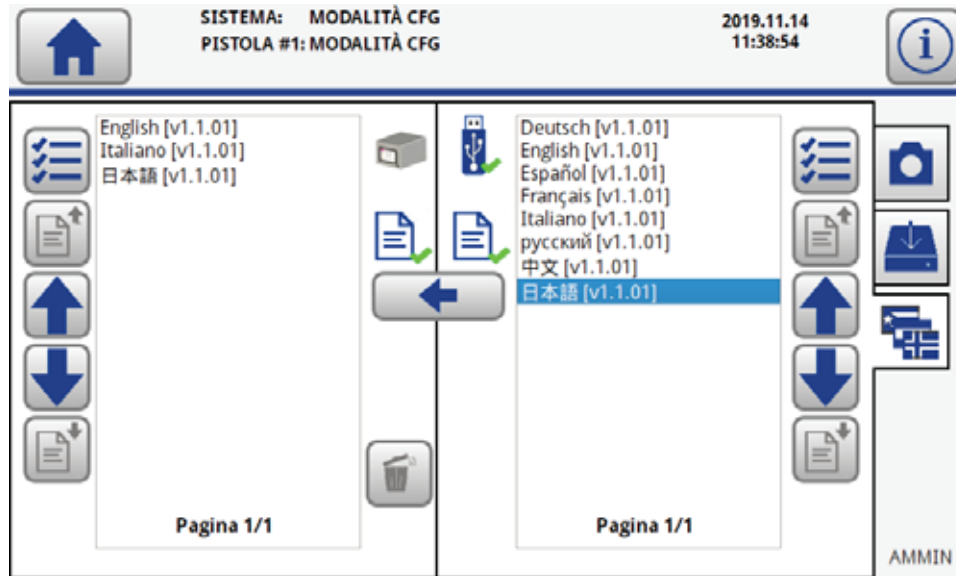 SISTEMA: MODALITÀ CFG
PISTOLA #1: MODALITÀ CFG
2019.11.14
11:38:54
English [v1.1.01]
Italiano [v1.1.01]
日本語 [v1.1.01]
Pagina 1/1
Deutsch [v1.1.01]
English [v1.1.01]
Español [v1.1.01]
Français [v1.1.01]
Italiano [v1.1.01]
русский [v1.1.01]
中文 [v1.1.01]
日本語 [v1.1.01]
Pagina 1/1
AMMIN